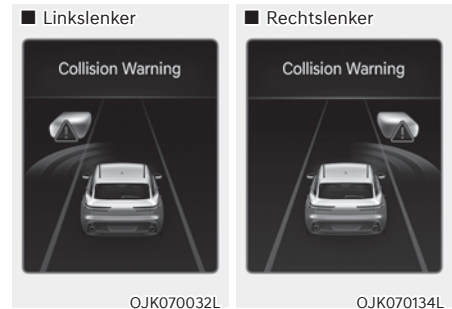 ■ Linkslenker
Collision Warning
OJK070032L
■ Rechtslenker
Collision Warning
OJK070134L